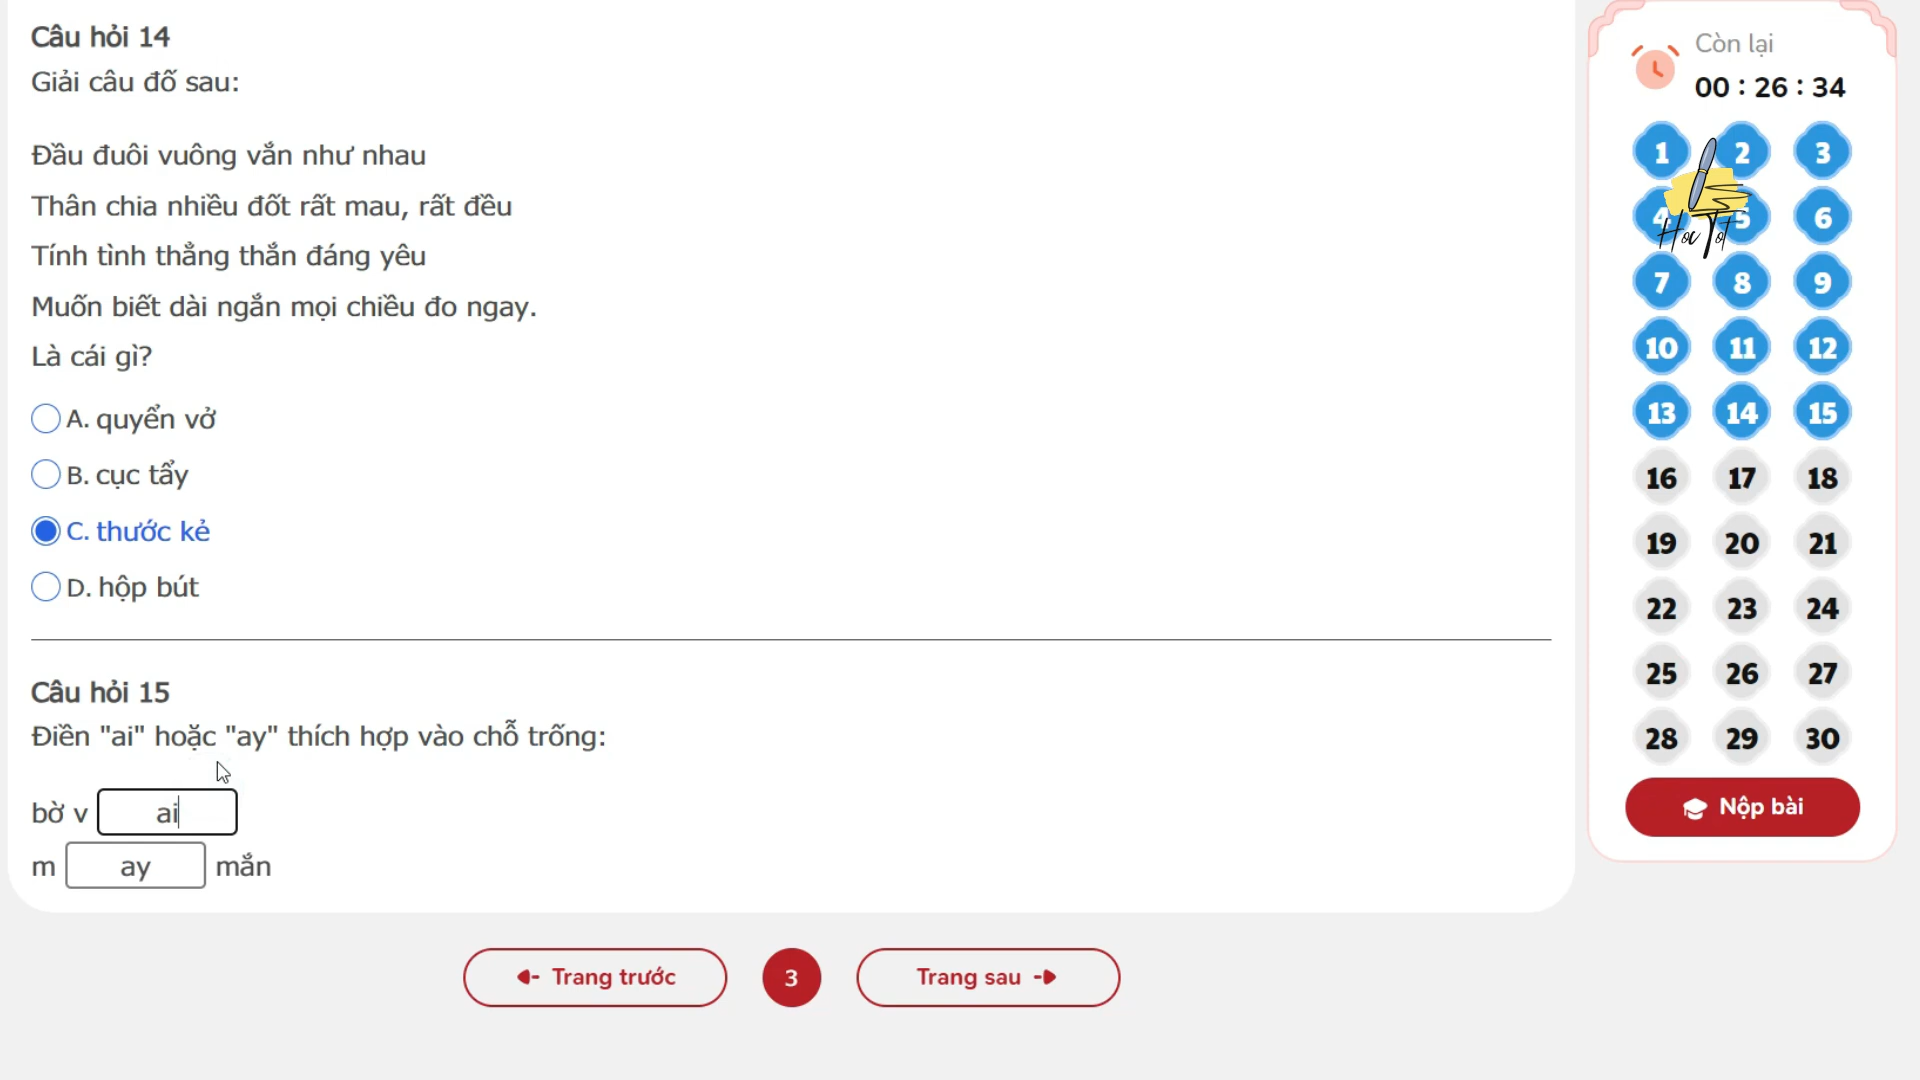 Câu hỏi 14
Giải câu đố sau:
Đầu đuôi vuông vắn như nhau
Thân chia nhiều đốt rất mau, rất đều
Tính tình thẳng thắn đáng yêu
Muốn biết dài ngắn mọi chiều đo ngay.
Là cái gì?
A. quyển vở
B. cục tẩy
C. thước kẻ
D. hộp bút
Câu hỏi 15
Điền "ai" hoặc "ay" thích hợp vào chỗ trống:
bờ v ai
m ay mắn
Trang trước
3
Trang sau
Còn lại
00 : 26 : 34
1 2 3
4 5 6
Học Tốt
7 8 9
10 11 12
13 14 15
16 17 18
19 20 21
22 23 24
25 26 27
28 29 30
Nộp bài